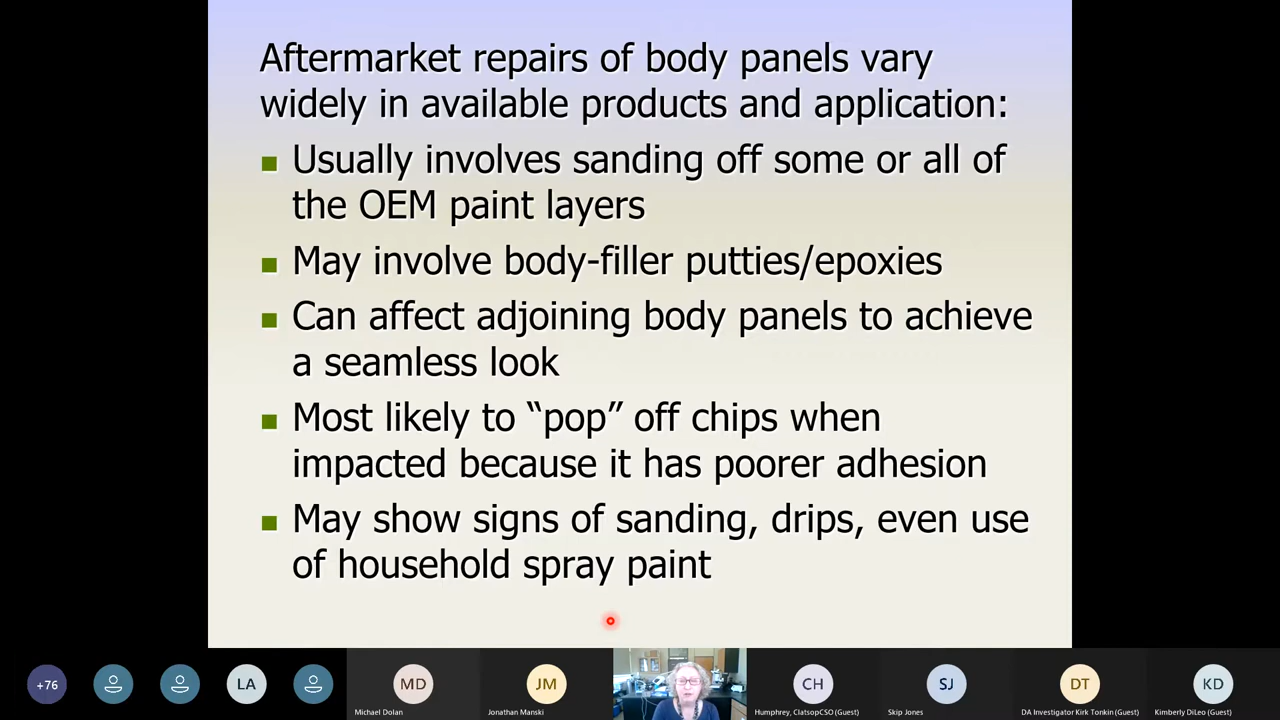 Aftermarket repairs of body panels vary
widely in available products and application:
Usually involves sanding off some or all of
the OEM paint layers
May involve body-filler putties/epoxies
Can affect adjoining body panels to achieve
a seamless look
Most likely to “pop” off chips when
impacted because it has poorer adhesion
May show signs of sanding, drips, even use
of household spray paint
+76
LA
MD
JM
CH
SJ
DT
KD
Michael Dolan
Jonathan Manski
Humphrey, ClatsopCSO (Guest)
Skip Jones
DA Investigator Kirk Tonkin (Guest)
Kimberly DiLeo (Guest)